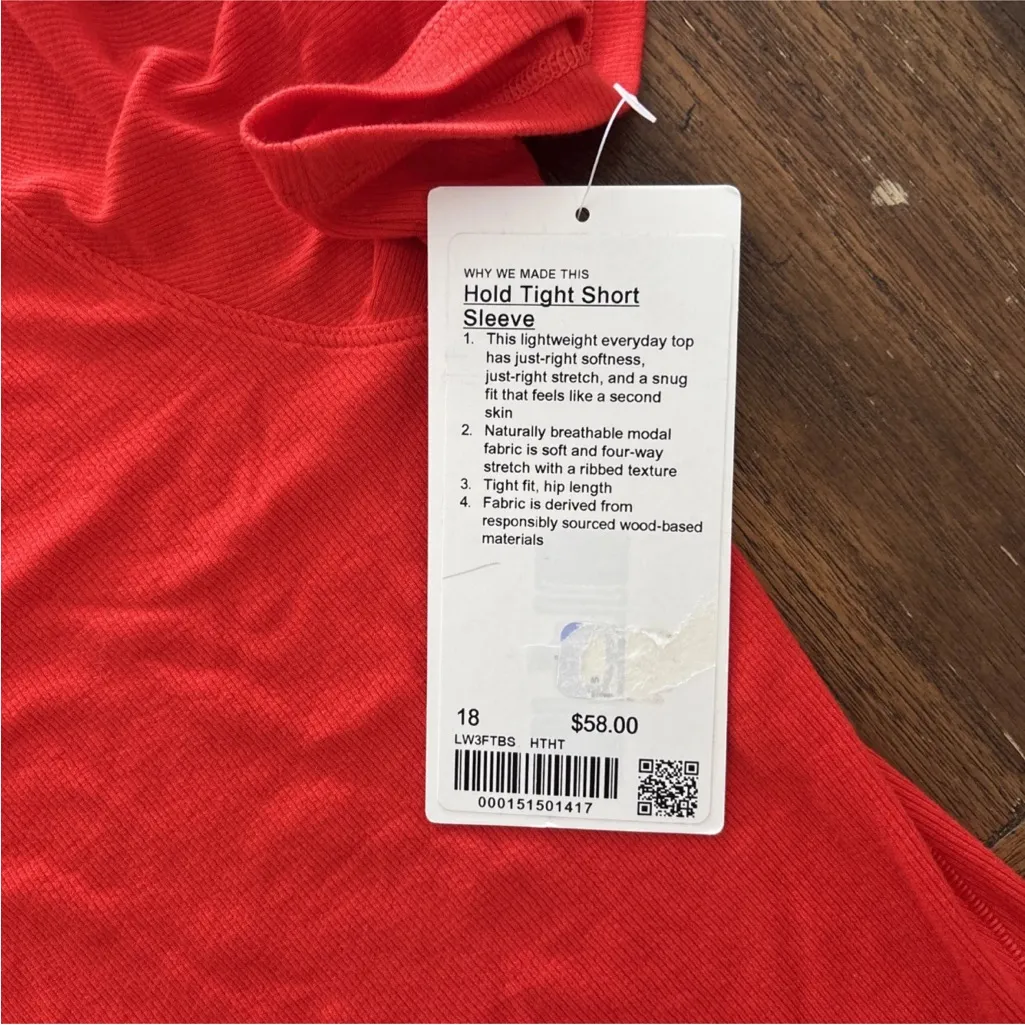 WHY WE MADE THIS
Hold Tight Short
Sleeve
1. This lightweight everyday top
has just-right softness,
just-right stretch, and a snug
fit that feels like a second
skin
2. Naturally breathable modal
fabric is soft and four-way
stretch with a ribbed texture
3. Tight fit, hip length
4. Fabric is derived from
responsibly sourced wood-based
materials
18 $58.00
LW3FTBS HTHT
000151501417